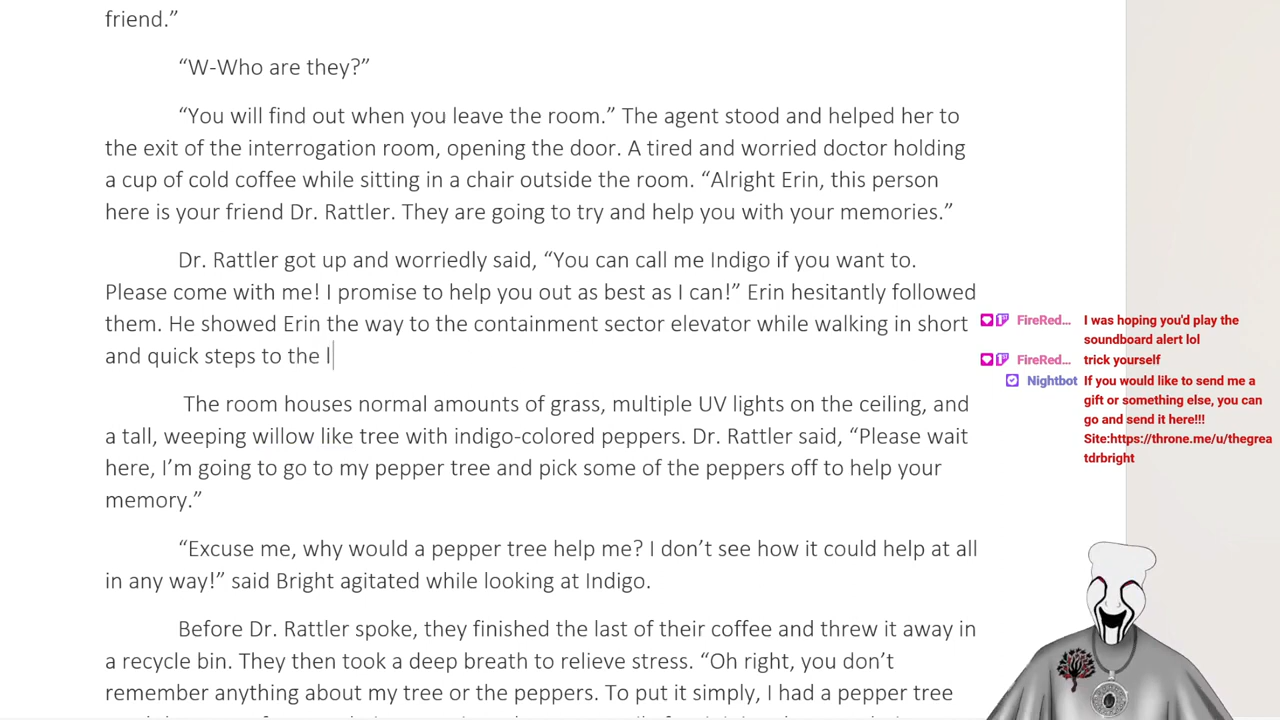 friend.”
“W-Who are they?”
“You will find out when you leave the room.” The agent stood and helped her to
the exit of the interrogation room, opening the door. A tired and worried doctor holding
a cup of cold coffee while sitting in a chair outside the room. “Alright Erin, this person
here is your friend Dr. Rattler. They are going to try and help you with your memories.”
Dr. Rattler got up and worriedly said, “You can call me Indigo if you want to.
Please come with me! I promise to help you out as best as I can!” Erin hesitantly followed
them. He showed Erin the way to the containment sector elevator while walking in short
and quick steps to the l
The room houses normal amounts of grass, multiple UV lights on the ceiling, and
a tall, weeping willow like tree with indigo-colored peppers. Dr. Rattler said, “Please wait
here, I’m going to go to my pepper tree and pick some of the peppers off to help your
memory.”
“Excuse me, why would a pepper tree help me? I don’t see how it could help at all
in any way!” said Bright agitated while looking at Indigo.
Before Dr. Rattler spoke, they finished the last of their coffee and threw it away in
a recycle bin. They then took a deep breath to relieve stress. “Oh right, you don’t
remember anything about my tree or the peppers. To put it simply, I had a pepper tree
FireRed... I was hoping you'd play the
soundboard alert lol
FireRed... trick yourself
Nightbot If you would like to send me a
gift or something else, you can
go and send it here!!!
Site:https://throne.me/u/thegrea
tdrbright